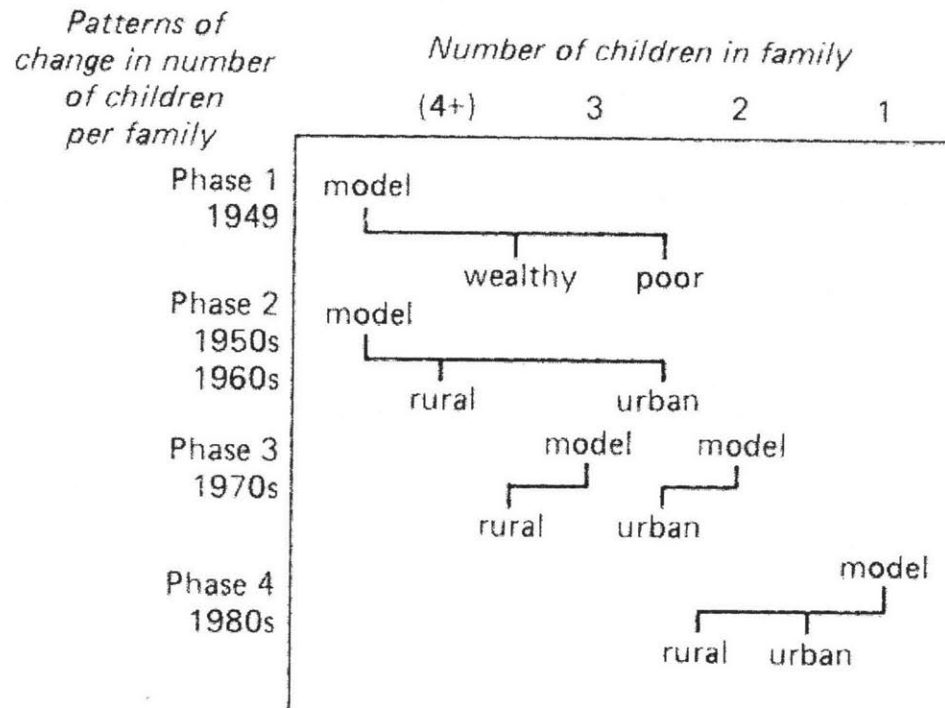 Patterns of
change in number
of children
per family
Number of children in family
(4+) 3 2 1
Phase 1
1949
model
wealthy poor
Phase 2
1950s
1960s
model
rural urban
Phase 3
1970s
model model
rural urban
Phase 4
1980s
model
rural urban